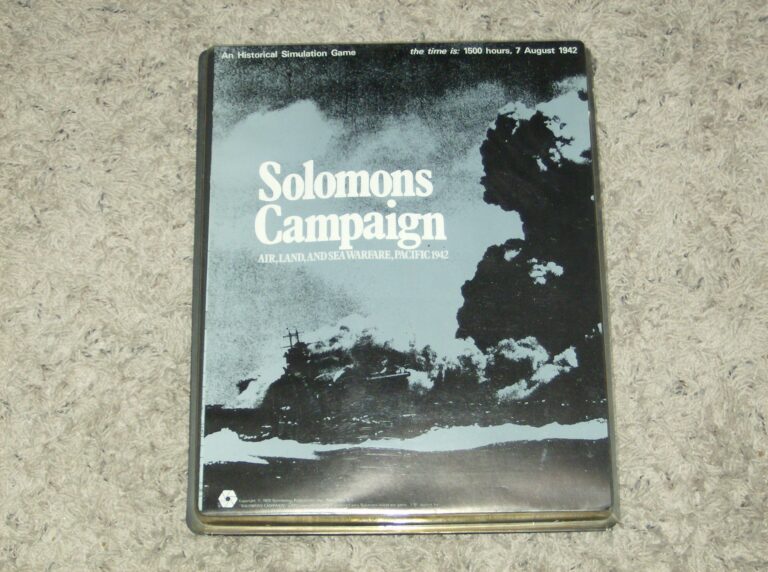 An Historical Simulation Game
the time is: 1500 hours, 7 August 1942
Solomons
Campaign
AIR, LAND, AND SEA WARFARE, PACIFIC 1942